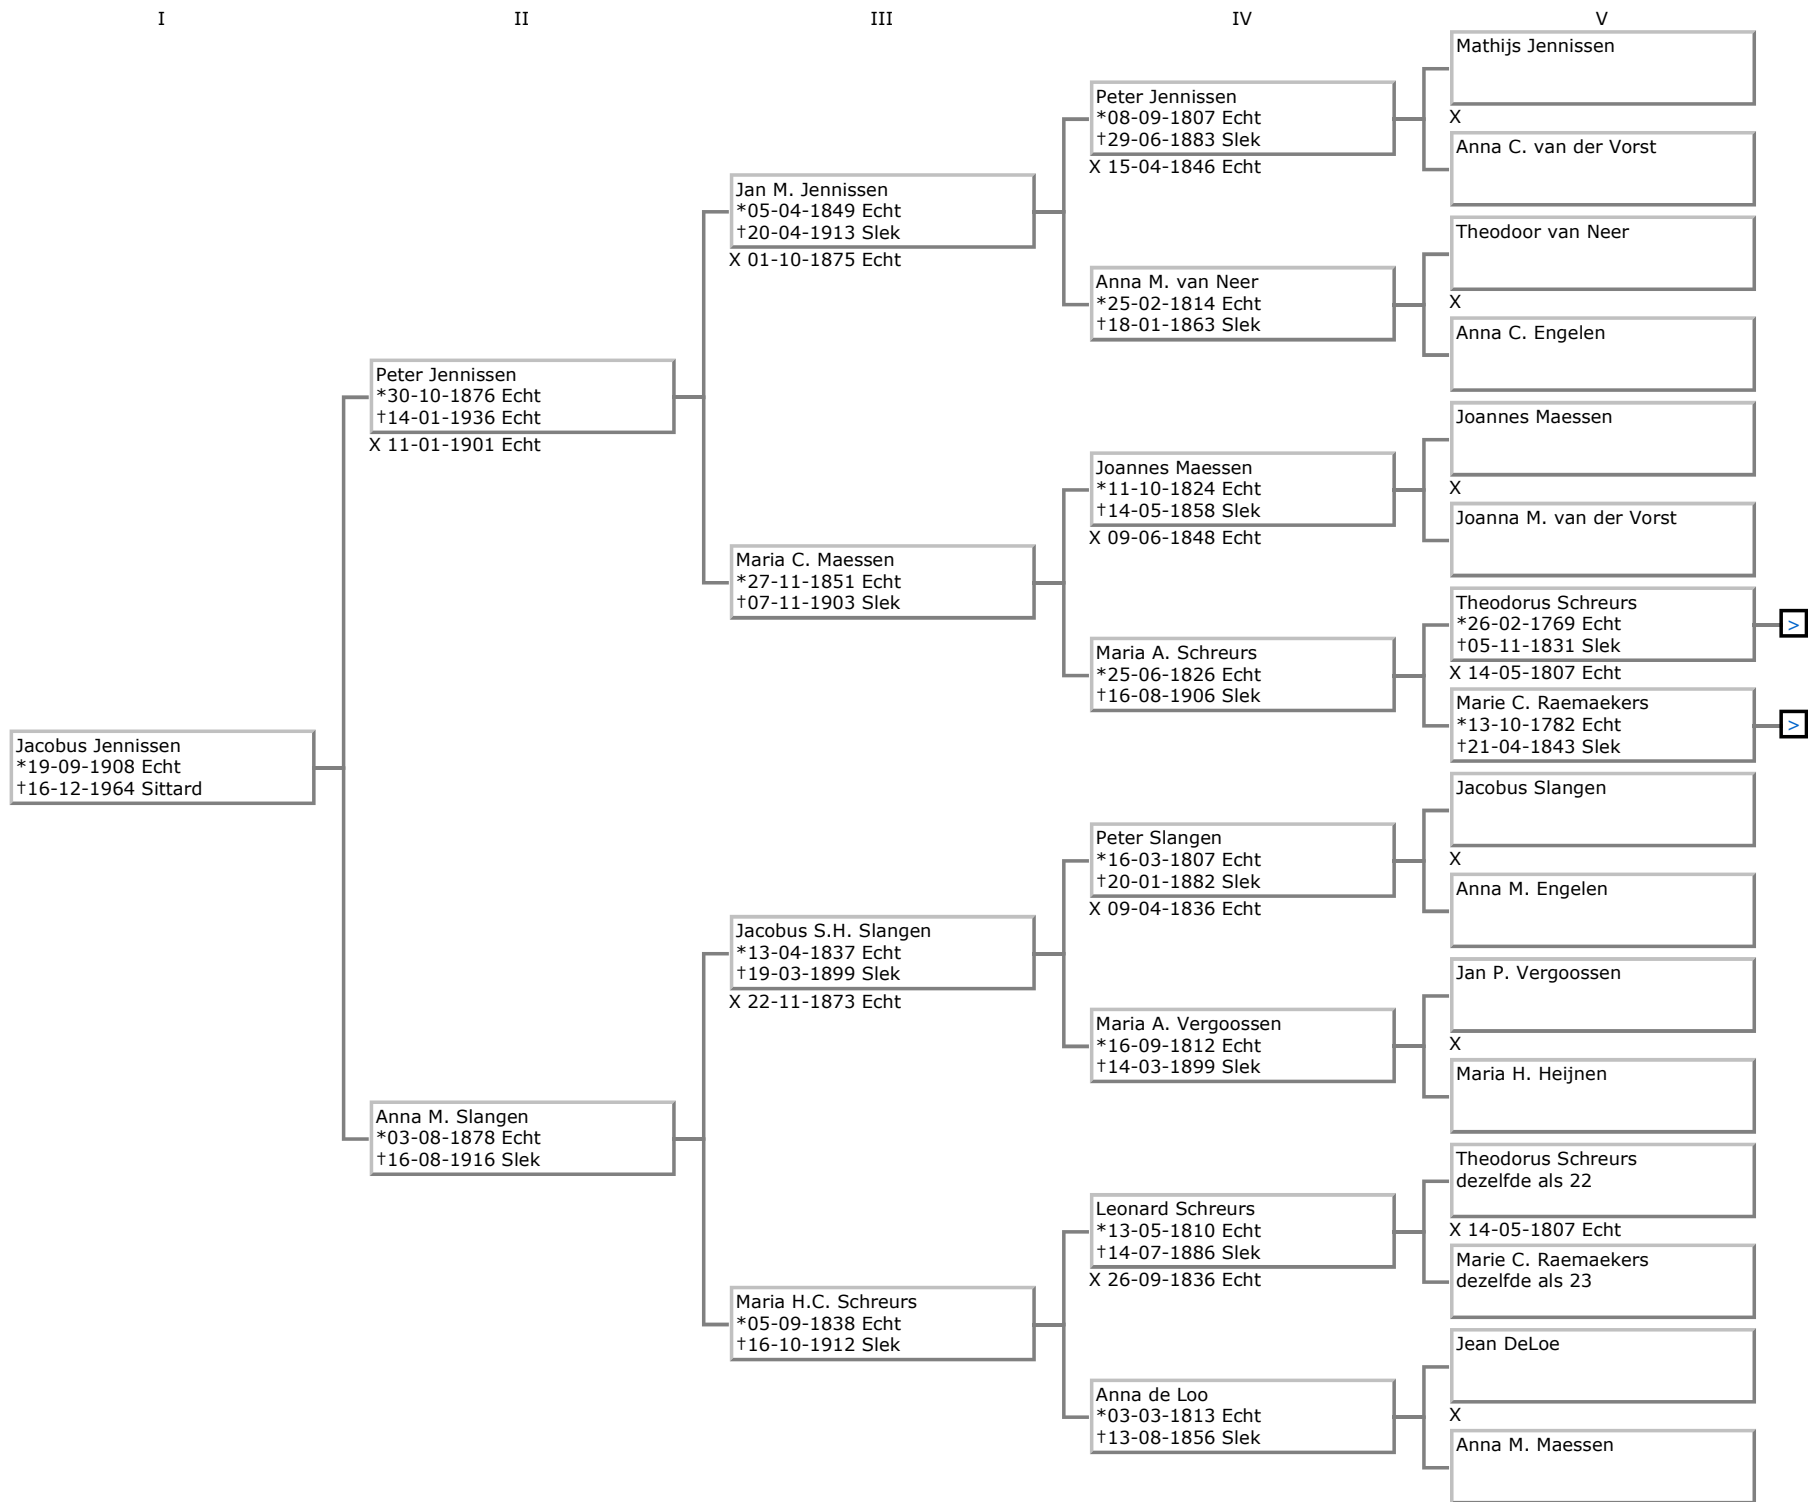 I
II
III
IV
V
Jacobus Jennissen
*19-09-1908 Echt
†16-12-1964 Sittard
Peter Jennissen
*30-10-1876 Echt
†14-01-1936 Echt
X 11-01-1901 Echt
Anna M. Slangen
*03-08-1878 Echt
†16-08-1916 Slek
Jan M. Jennissen
*05-04-1849 Echt
†20-04-1913 Slek
X 01-10-1875 Echt
Maria C. Maessen
*27-11-1851 Echt
†07-11-1903 Slek
Jacobus S.H. Slangen
*13-04-1837 Echt
†19-03-1899 Slek
X 22-11-1873 Echt
Maria H.C. Schreurs
*05-09-1838 Echt
†16-10-1912 Slek
Peter Jennissen
*08-09-1807 Echt
†29-06-1883 Slek
X 15-04-1846 Echt
Anna M. van Neer
*25-02-1814 Echt
†18-01-1863 Slek
Joannes Maessen
*11-10-1824 Echt
†14-05-1858 Slek
X 09-06-1848 Echt
Maria A. Schreurs
*25-06-1826 Echt
†16-08-1906 Slek
Peter Slangen
*16-03-1807 Echt
†20-01-1882 Slek
X 09-04-1836 Echt
Maria A. Vergoossen
*16-09-1812 Echt
†14-03-1899 Slek
Leonard Schreurs
*13-05-1810 Echt
†14-07-1886 Slek
X 26-09-1836 Echt
Anna de Loo
*03-03-1813 Echt
†13-08-1856 Slek
Mathijs Jennissen
X
Anna C. van der Vorst
Theodoor van Neer
X
Anna C. Engelen
Joannes Maessen
X
Joanna M. van der Vorst
Theodorus Schreurs
*26-02-1769 Echt
†05-11-1831 Slek
>
X 14-05-1807 Echt
Marie C. Raemaekers
*13-10-1782 Echt
†21-04-1843 Slek
>
Jacobus Slangen
X
Anna M. Engelen
Jan P. Vergoossen
X
Maria H. Heijnen
Theodorus Schreurs
dezelfde als 22
X 14-05-1807 Echt
Marie C. Raemaekers
dezelfde als 23
Jean DeLoe
X
Anna M. Maessen